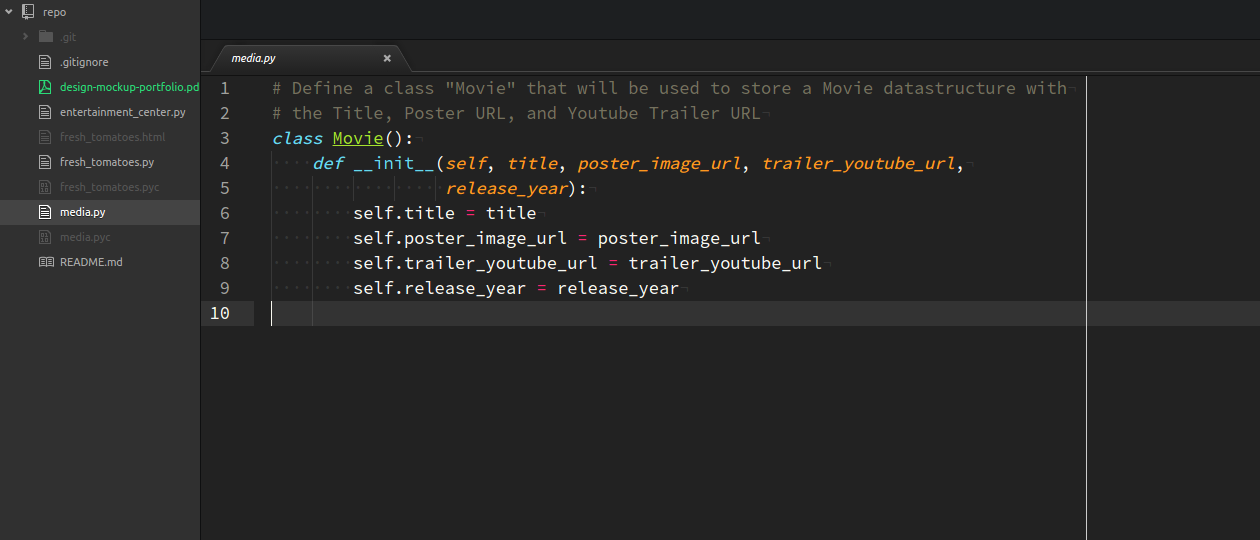 repo
.git
.gitignore
design-mockup-portfolio.pd
entertainment_center.py
fresh_tomatoes.html
fresh_tomatoes.py
fresh_tomatoes.pyc
media.py
media.pyc
README.md
media.py
1 # Define a class "Movie" that will be used to store a Movie datastructure with
2 # the Title, Poster URL, and Youtube Trailer URL
3 class Movie():
4     def __init__(self, title, poster_image_url, trailer_youtube_url,
5                  release_year):
6         self.title = title
7         self.poster_image_url = poster_image_url
8         self.trailer_youtube_url = trailer_youtube_url
9         self.release_year = release_year
10